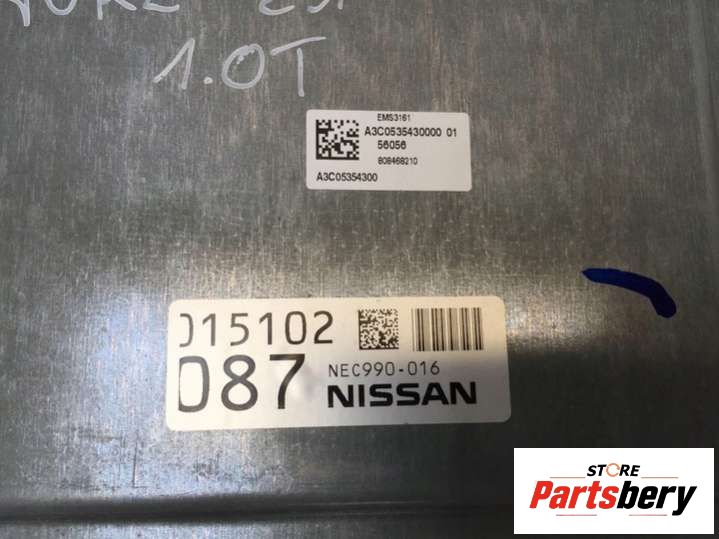 1.0T
EMS3161
A3C0535430000 01
56056
808468210
A3C05354300
015102
087 NEC990-016
NISSAN
STORE
Partsbery